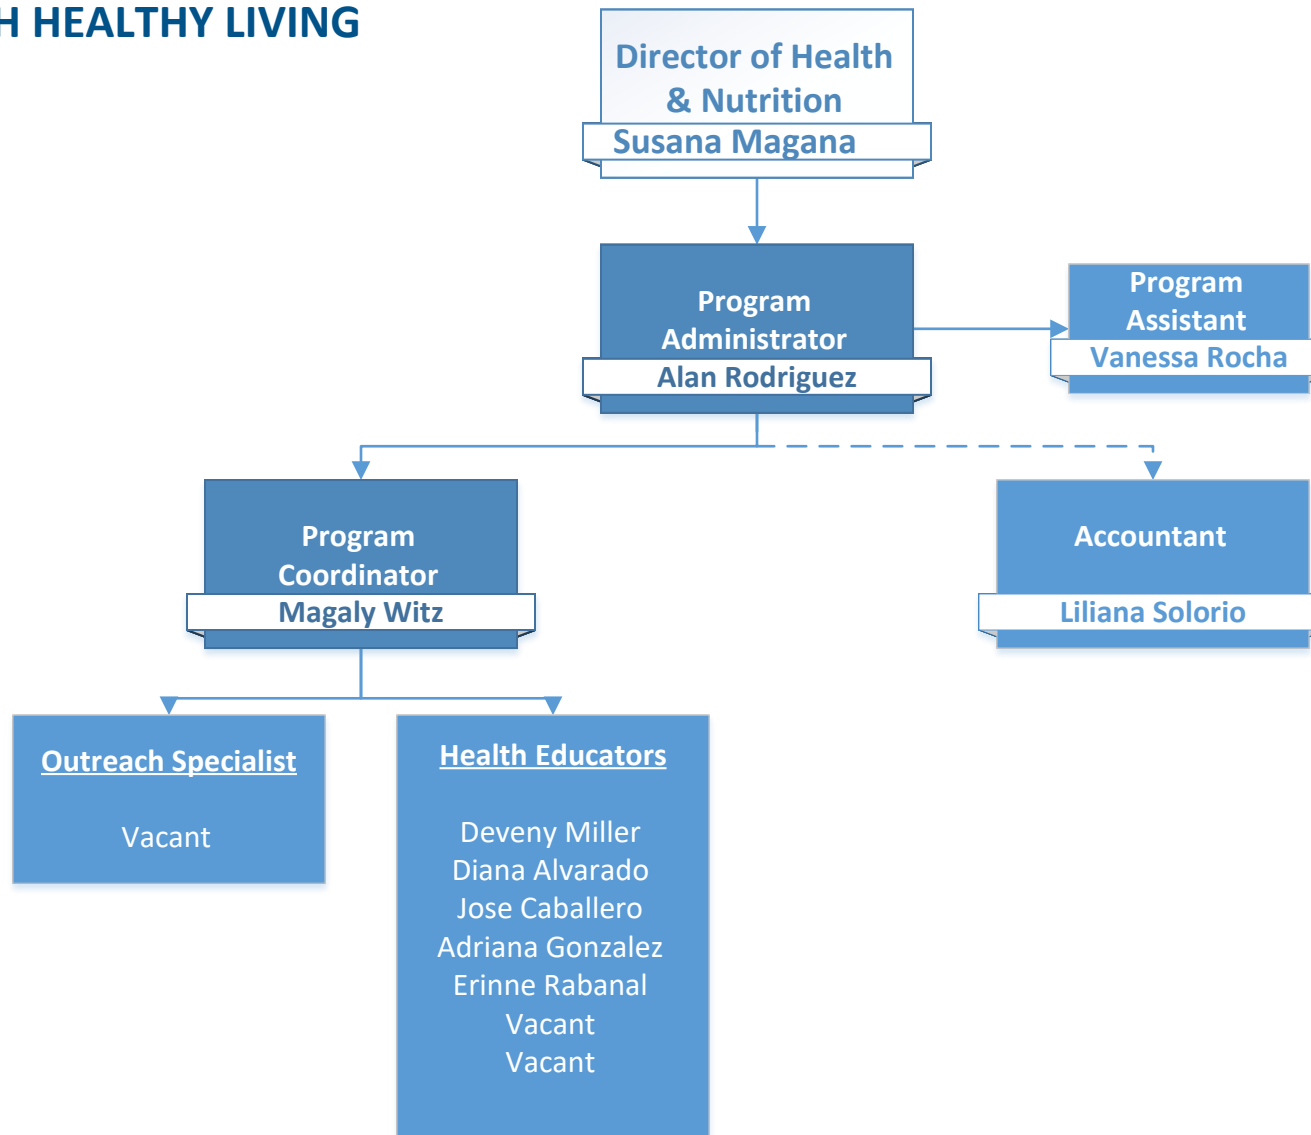 H HEALTHY LIVING
Director of Health
& Nutrition
Susana Magana
Program
Administrator
Alan Rodriguez
Program
Assistant
Vanessa Rocha
Program
Coordinator
Magaly Witz
Accountant
Liliana Solorio
Outreach Specialist
Vacant
Health Educators
Deveny Miller
Diana Alvarado
Jose Caballero
Adriana Gonzalez
Erinne Rabanal
Vacant
Vacant